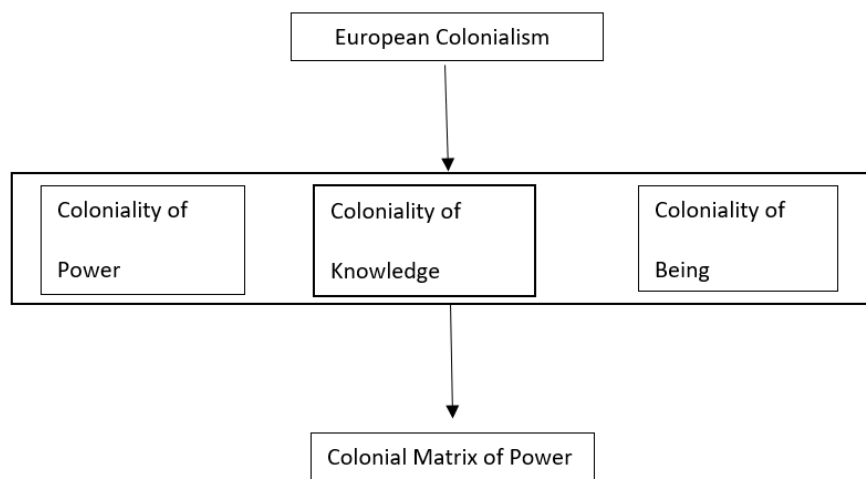 European Colonialism
Coloniality of
Power
Coloniality of
Knowledge
Coloniality of
Being
Colonial Matrix of Power